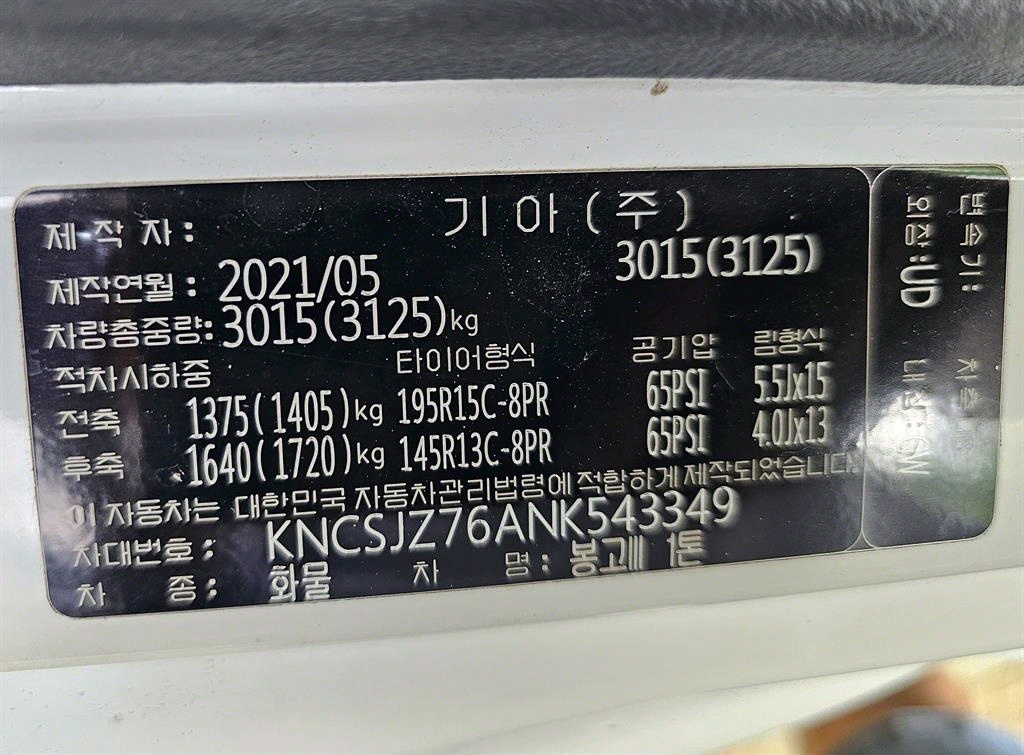 제 작 자 : 기 아 ( 주 )
제작연월 : 2021/05 3015(3125)
차량총중량: 3015(3125)kg
적차시하중 타이어형식 공기압 림형식
전축 1375(1405)kg 195R15C-8PR 65PSI 5.5Jx15
후축 1640(1720)kg 145R13C-8PR 65PSI 4.0Jx13
이 자동차는 대한민국 자동차관리법령에 적합하게 제작되었습니다.
차대번호 : KNCSJZ76ANK543349
차 종 : 화물 차 명 : 봉고Ⅲ 1톤
변속기:
외장:UD